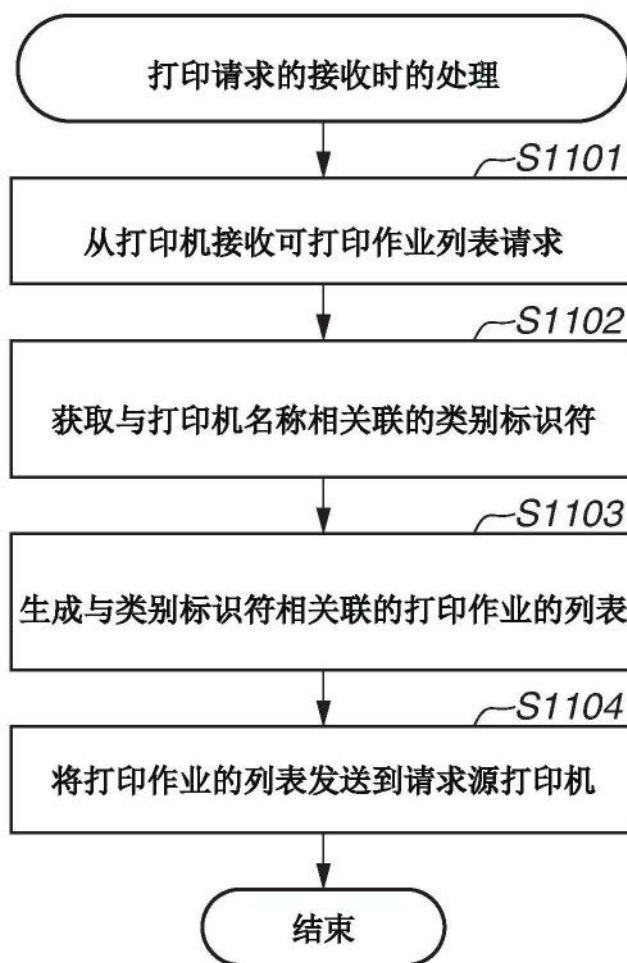 打印请求的接收时的处理
S1101
从打印机接收可打印作业列表请求
S1102
获取与打印机名称相关联的类别标识符
S1103
生成与类别标识符相关联的打印作业的列表
S1104
将打印作业的列表发送到请求源打印机
结束